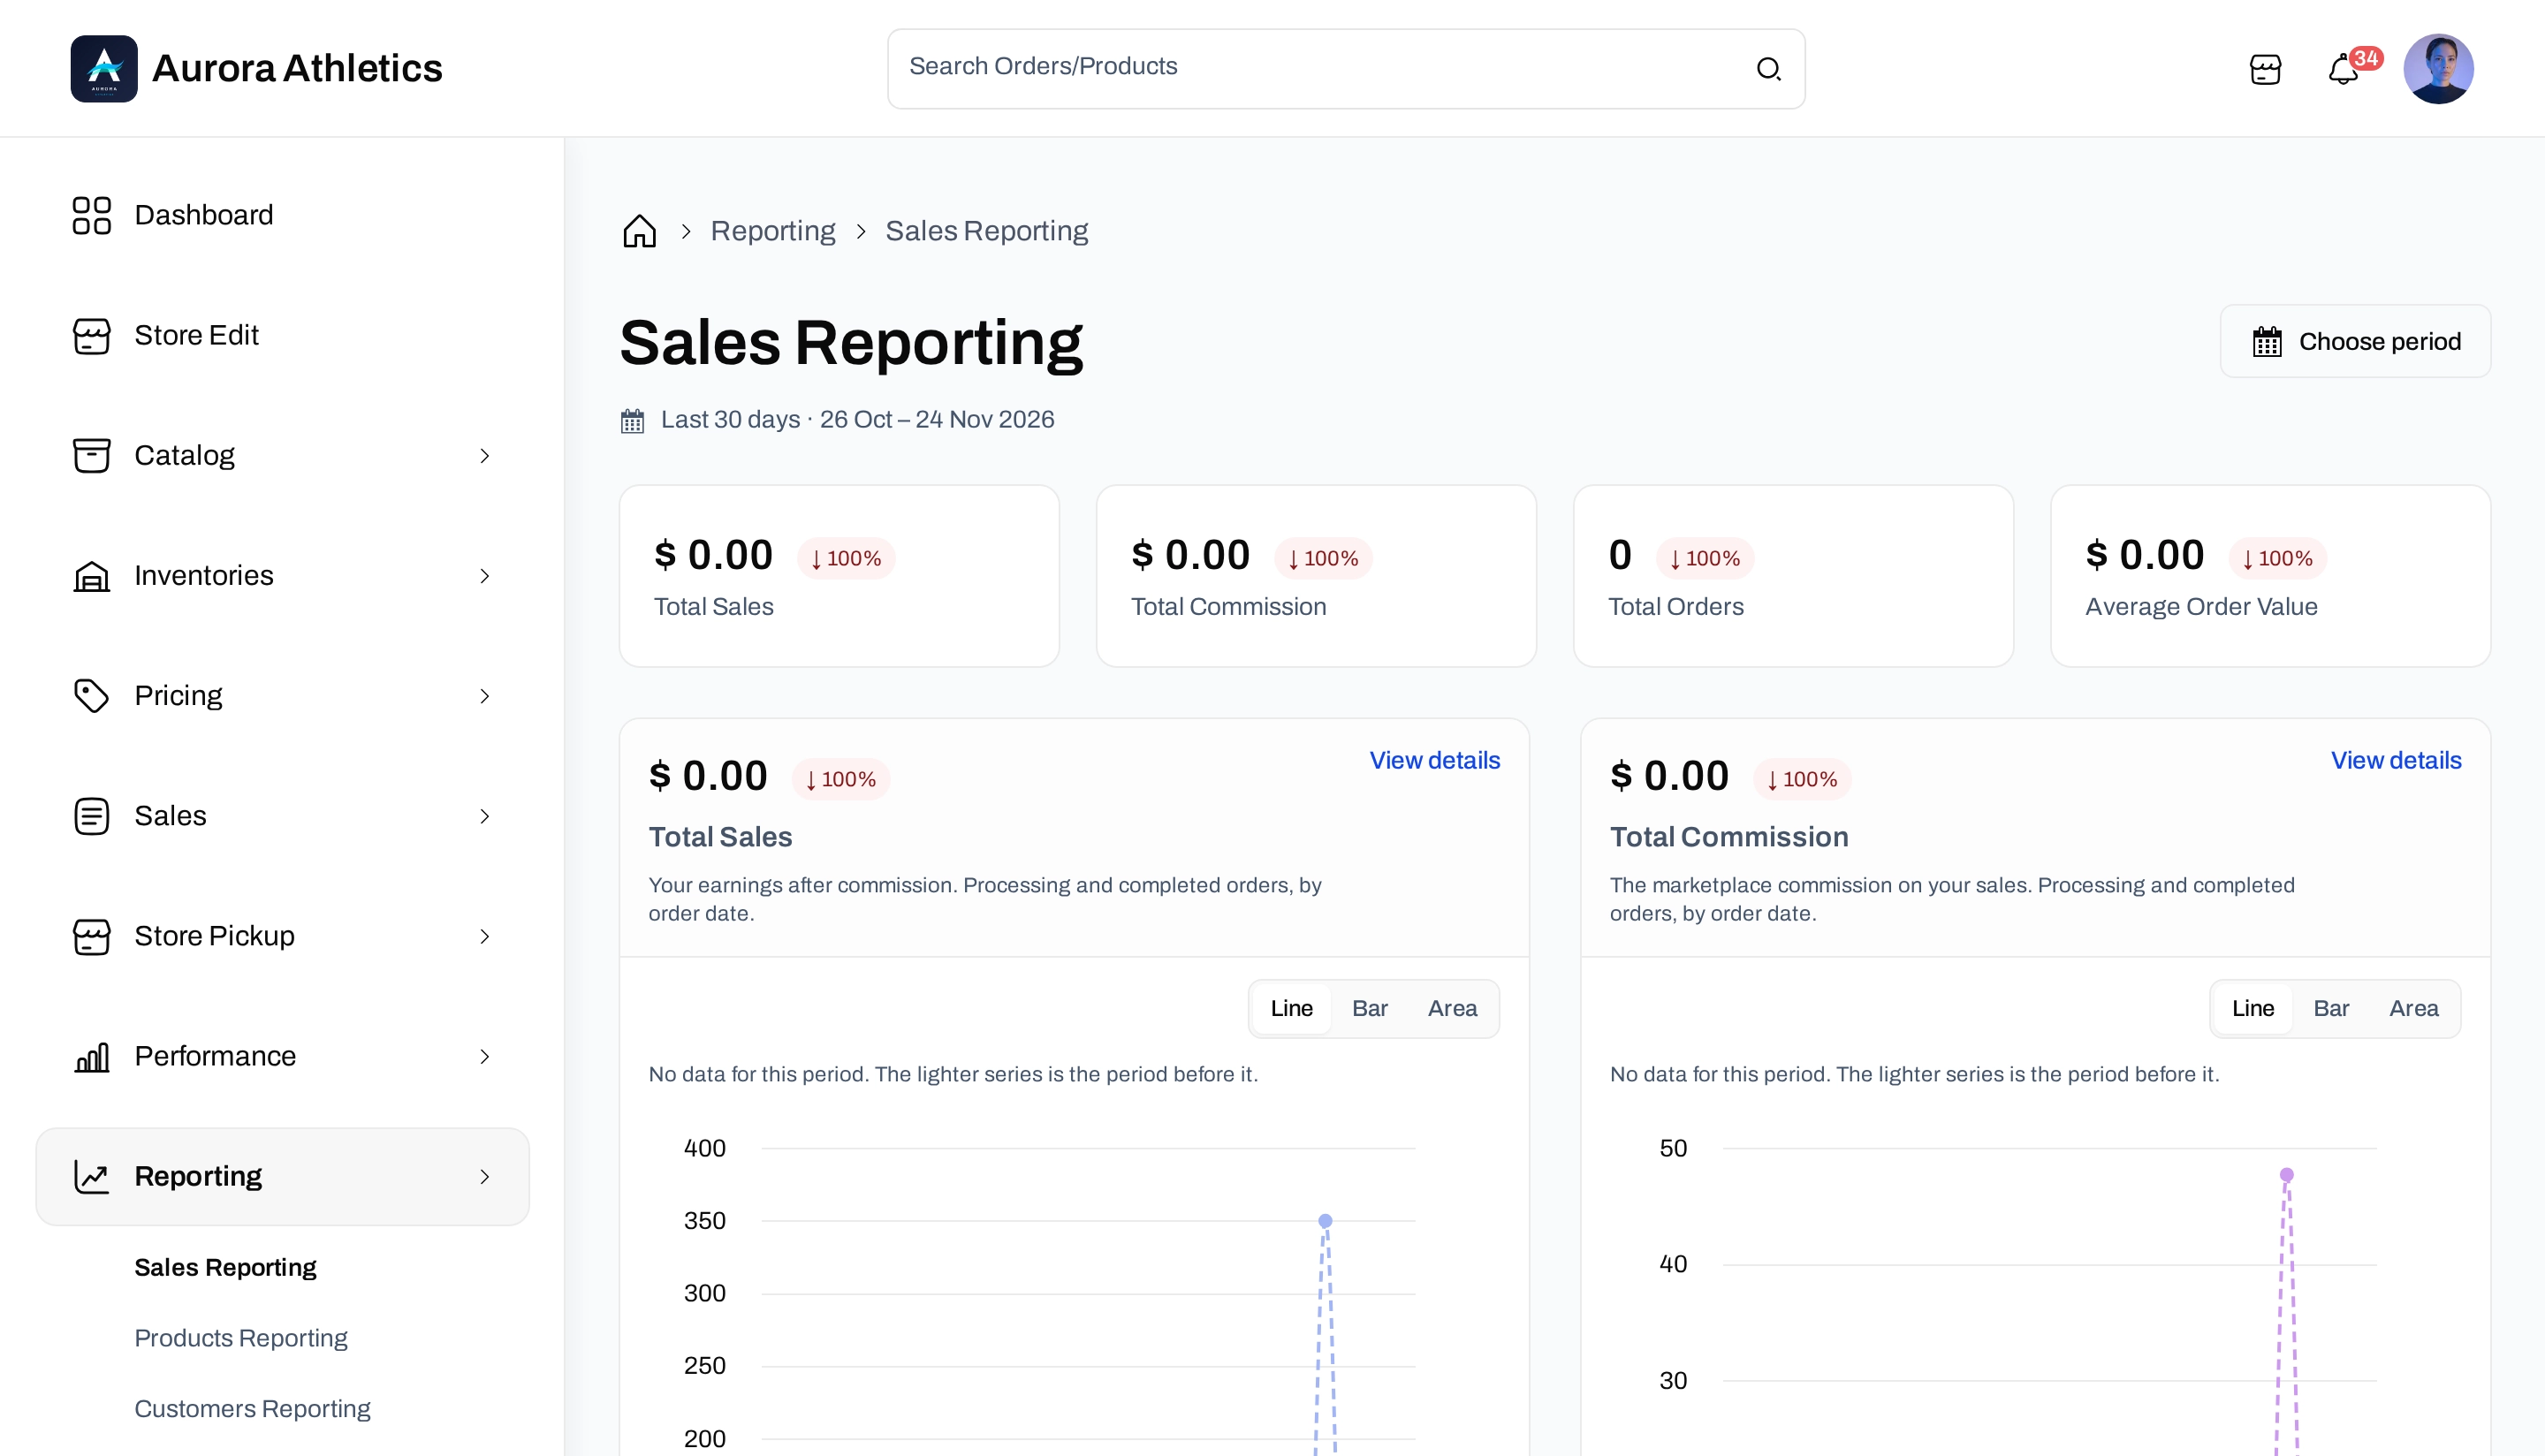 Aurora Athletics
Search Orders/Products
34
Dashboard
Store Edit
Catalog
Inventories
Pricing
Sales
Store Pickup
Performance
Reporting
Sales Reporting
Products Reporting
Customers Reporting
Reporting
Sales Reporting
Sales Reporting
Choose period
Last 30 days · 26 Oct – 24 Nov 2026
$ 0.00 ↓ 100%
Total Sales
$ 0.00 ↓ 100%
Total Commission
0 ↓ 100%
Total Orders
$ 0.00 ↓ 100%
Average Order Value
$ 0.00 ↓ 100%
View details
Total Sales
Your earnings after commission. Processing and completed orders, by
order date.
Line Bar Area
No data for this period. The lighter series is the period before it.
400
350
300
250
200
$ 0.00 ↓ 100%
View details
Total Commission
The marketplace commission on your sales. Processing and completed
orders, by order date.
Line Bar Area
No data for this period. The lighter series is the period before it.
50
40
30